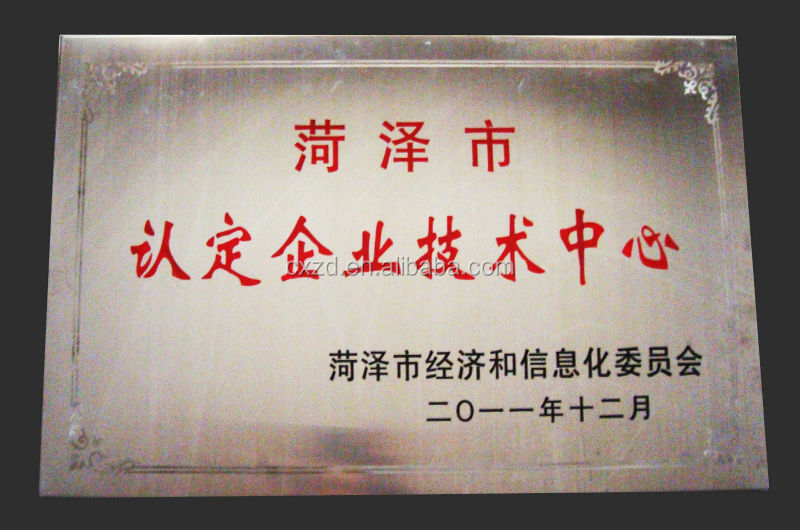 菏泽市
认定企业技术中心
cxzd.en.alibaba.com
菏泽市经济和信息化委员会
二〇一一年十二月